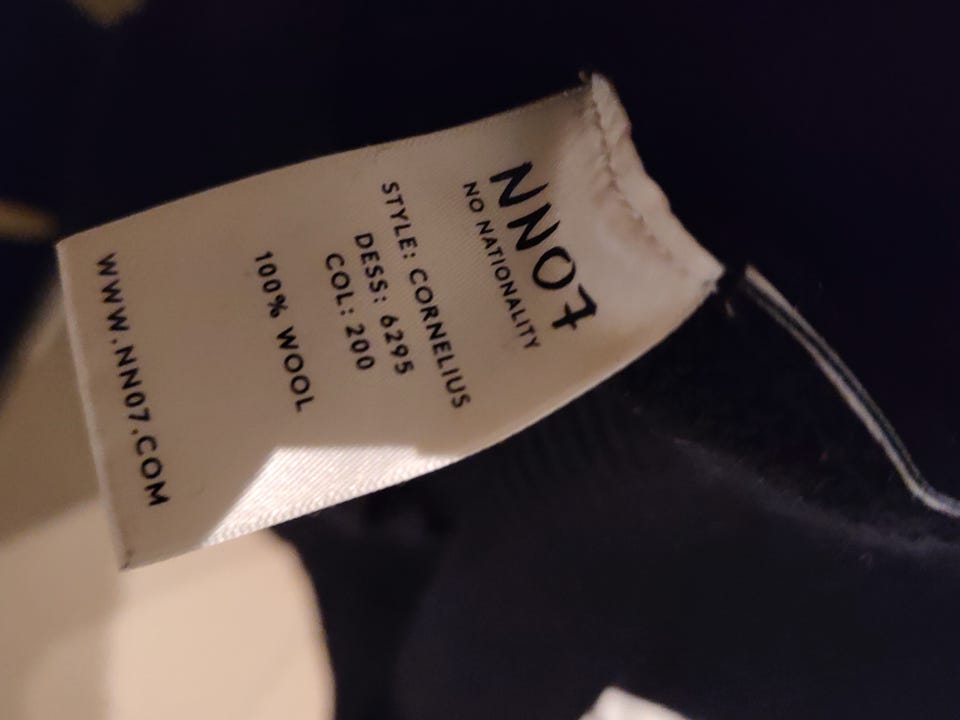 NN07
NO NATIONALITY
STYLE: CORNELIUS
DESS: 6295
COL: 200
100% WOOL
WWW.NN07.COM